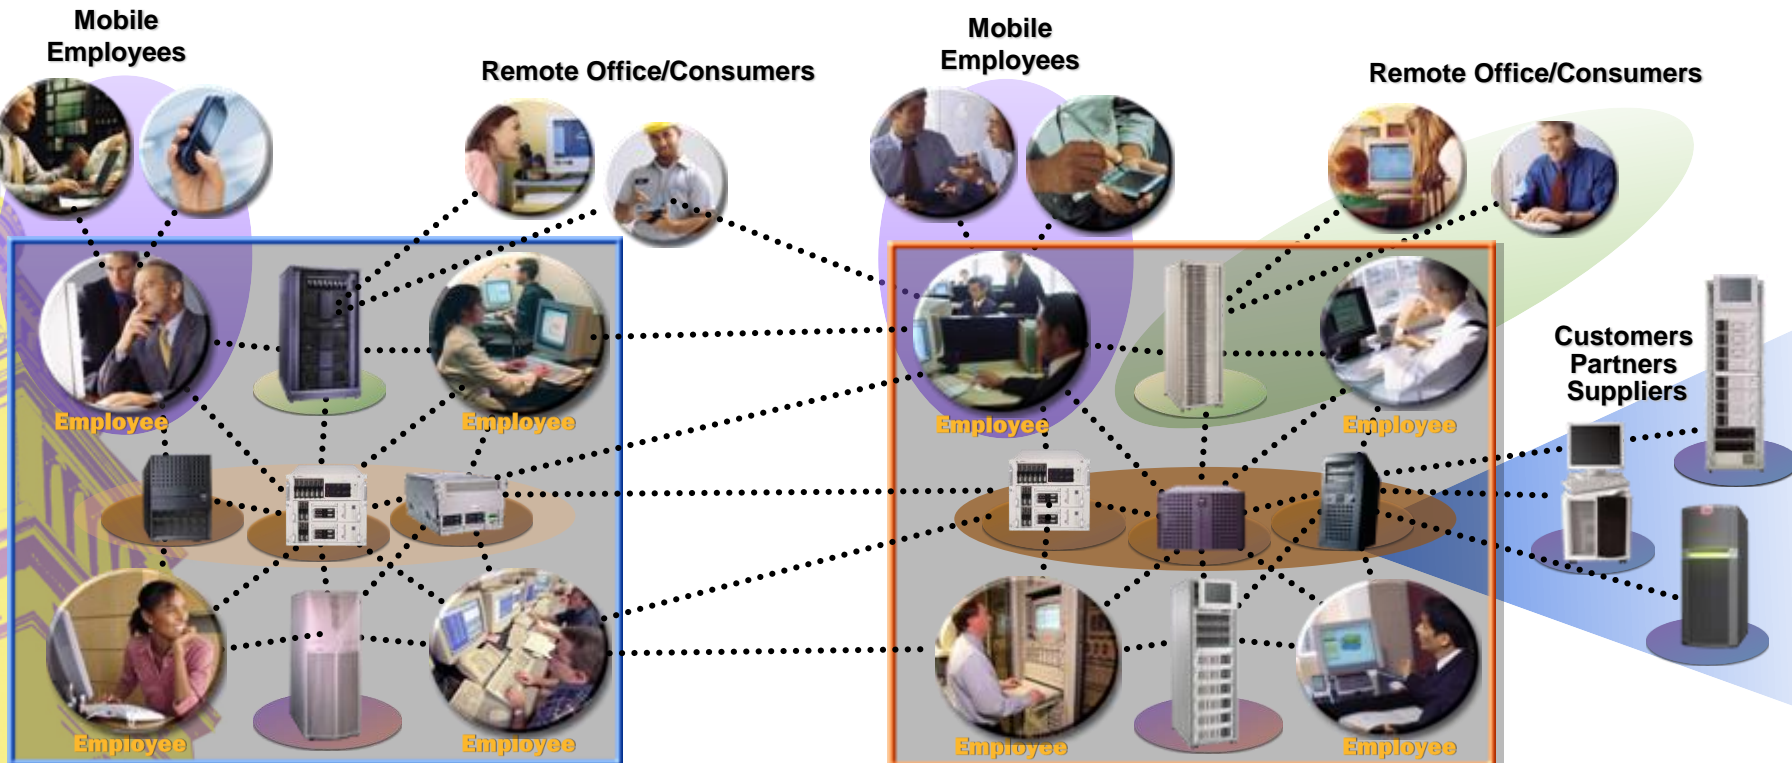 Mobile
Employees
Remote Office/Consumers
Mobile
Employees
Remote Office/Consumers
Customers
Partners
Suppliers
Employee
Employee
Employee
Employee
Employee
Employee
Employee
Employee